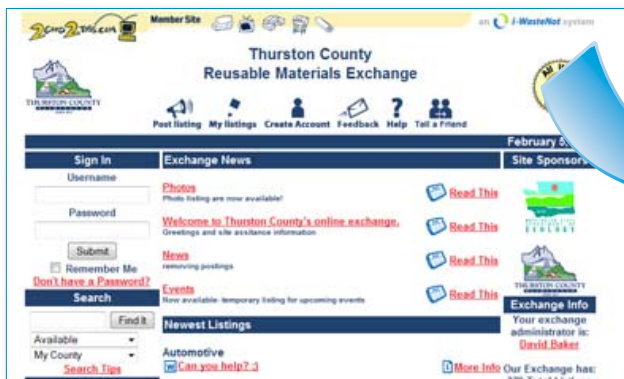 2Good2Toss.com
Member Site
an i-WasteNot system
Thurston County
Reusable Materials Exchange
THURSTON COUNTY
Post listing My listings Create Account Feedback Help Tell a Friend
February 5,
Sign In
Username
Password
Submit
Remember Me
Don't have a Password?
Search
Find It
Available
My County
Search Tips
Exchange News
Photos
Photo listing are now available!
Read This
Welcome to Thurston County's online exchange.
Greetings and site assitance information
Read This
News
removing postings
Read This
Events
Now available- temporary listing for upcoming events
Read This
Newest Listings
Automotive
w Can you help? :)
i More Info
Site Sponsors
ECOLOGY
THURSTON COUNTY
Exchange Info
Your exchange
administrator is:
David Baker
Our Exchange has: